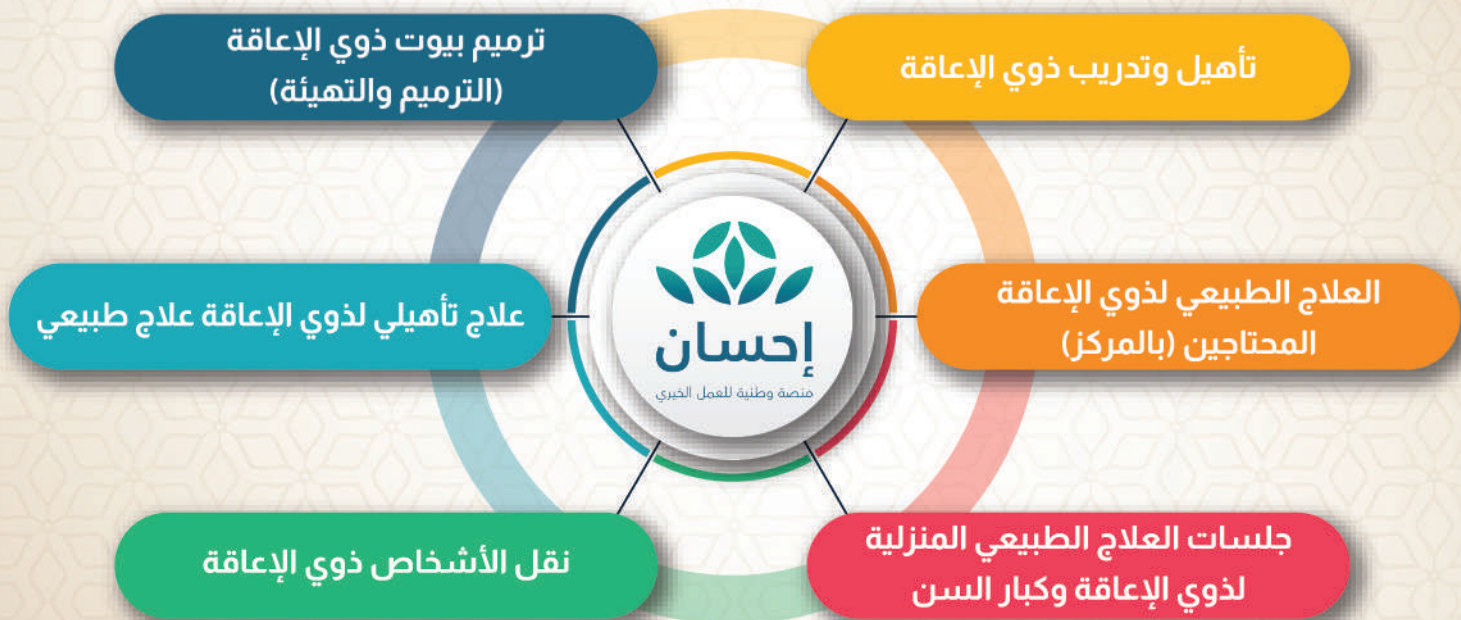 تأهيل وتدريب ذوي الإعاقة
ترميم بيوت ذوي الإعاقة
(الترميم والتهيئة)
العلاج الطبيعي لذوي الإعاقة
المحتاجين (بالمركز)
إحسان
منصة وطنية للعمل الخيري
علاج تأهيلي لذوي الإعاقة علاج طبيعي
جلسات العلاج الطبيعي المنزلية
لذوي الإعاقة وكبار السن
نقل الأشخاص ذوي الإعاقة